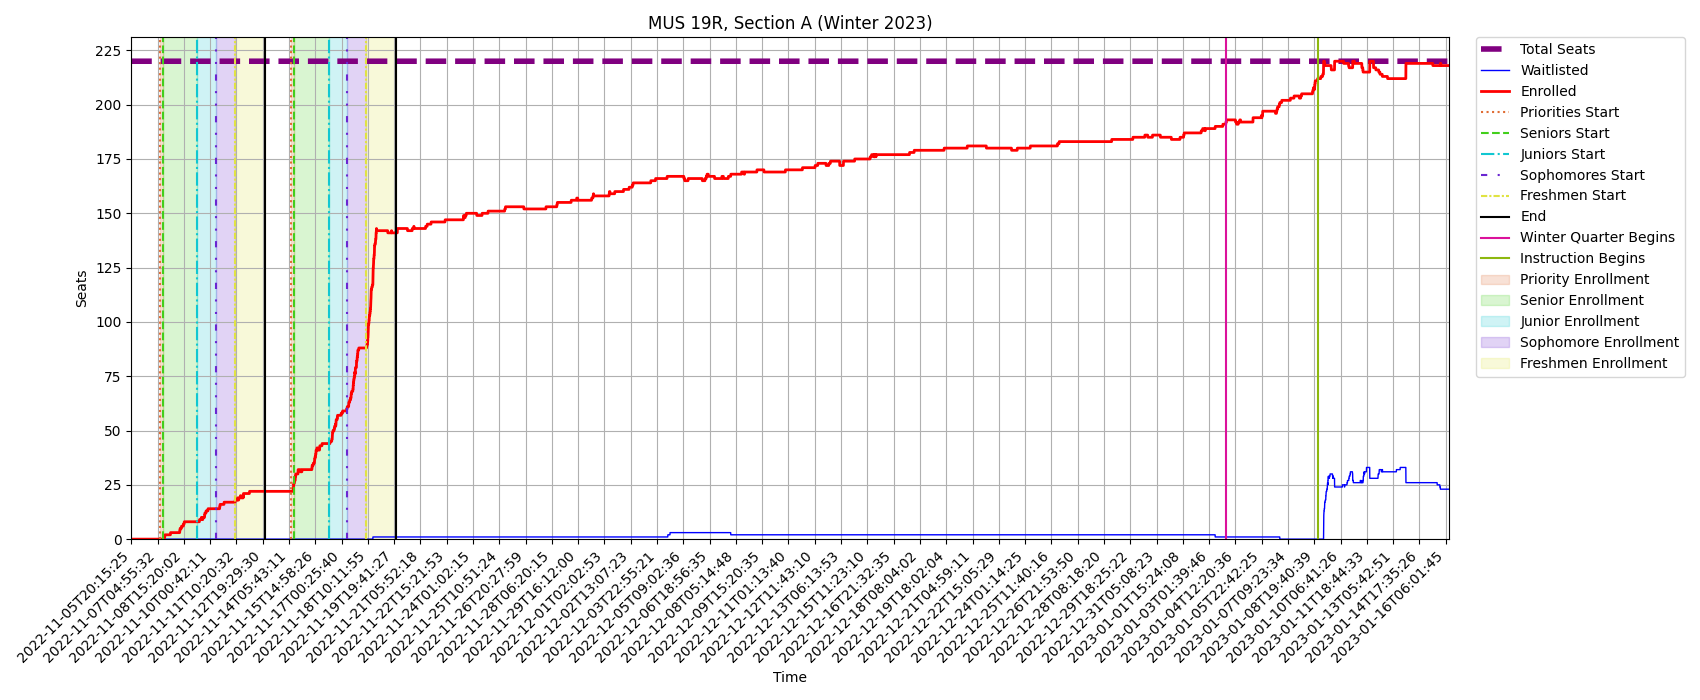 MUS 19R, Section A (Winter 2023)
Seats
225
200
175
150
125
100
75
50
25
0
2022-11-05T20:15:25
2022-11-07T04:55:32
2022-11-08T15:20:02
2022-11-10T00:42:11
2022-11-11T10:20:32
2022-11-12T19:29:30
2022-11-14T05:43:11
2022-11-15T14:58:26
2022-11-17T00:25:40
2022-11-18T10:11:55
2022-11-19T19:41:27
2022-11-21T05:52:18
2022-11-22T15:21:53
2022-11-24T01:02:15
2022-11-25T10:51:24
2022-11-26T20:27:59
2022-11-28T06:20:15
2022-11-29T16:12:00
2022-12-01T02:02:53
2022-12-02T13:07:23
2022-12-03T22:55:21
2022-12-05T09:02:36
2022-12-06T18:56:35
2022-12-08T05:14:48
2022-12-09T15:20:35
2022-12-11T01:13:40
2022-12-12T11:43:10
2022-12-13T06:13:53
2022-12-15T11:23:10
2022-12-16T21:32:35
2022-12-18T08:04:02
2022-12-19T18:02:04
2022-12-21T04:59:11
2022-12-22T15:05:29
2022-12-24T01:14:25
2022-12-25T11:40:16
2022-12-26T21:53:50
2022-12-28T08:18:20
2022-12-29T18:25:22
2022-12-31T05:08:23
2023-01-01T15:24:08
2023-01-03T01:39:46
2023-01-04T12:20:36
2023-01-05T22:42:25
2023-01-07T09:23:34
2023-01-08T19:40:39
2023-01-10T06:41:26
2023-01-11T18:44:33
2023-01-13T05:42:51
2023-01-14T17:35:26
2023-01-16T06:01:45
Time
Total Seats
Waitlisted
Enrolled
Priorities Start
Seniors Start
Juniors Start
Sophomores Start
Freshmen Start
End
Winter Quarter Begins
Instruction Begins
Priority Enrollment
Senior Enrollment
Junior Enrollment
Sophomore Enrollment
Freshmen Enrollment